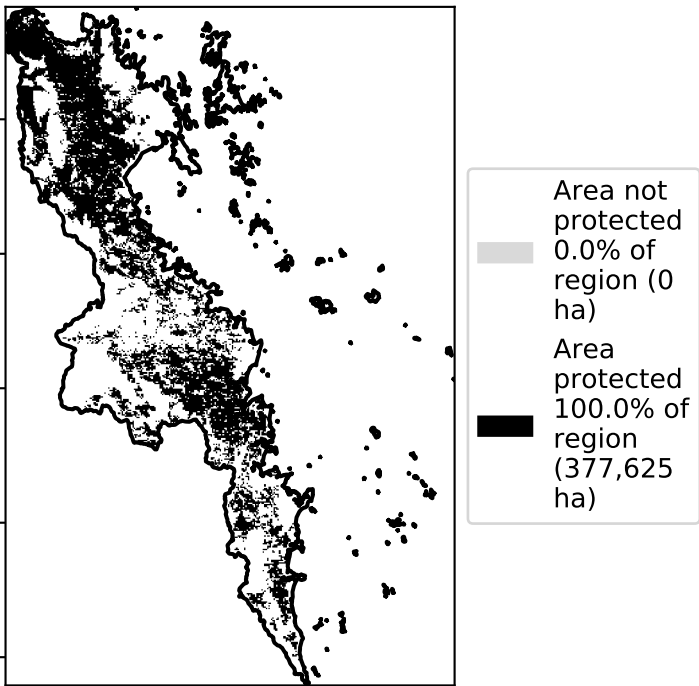 Area not
protected
0.0% of
region (0
ha)
Area
protected
100.0% of
region
(377,625
ha)